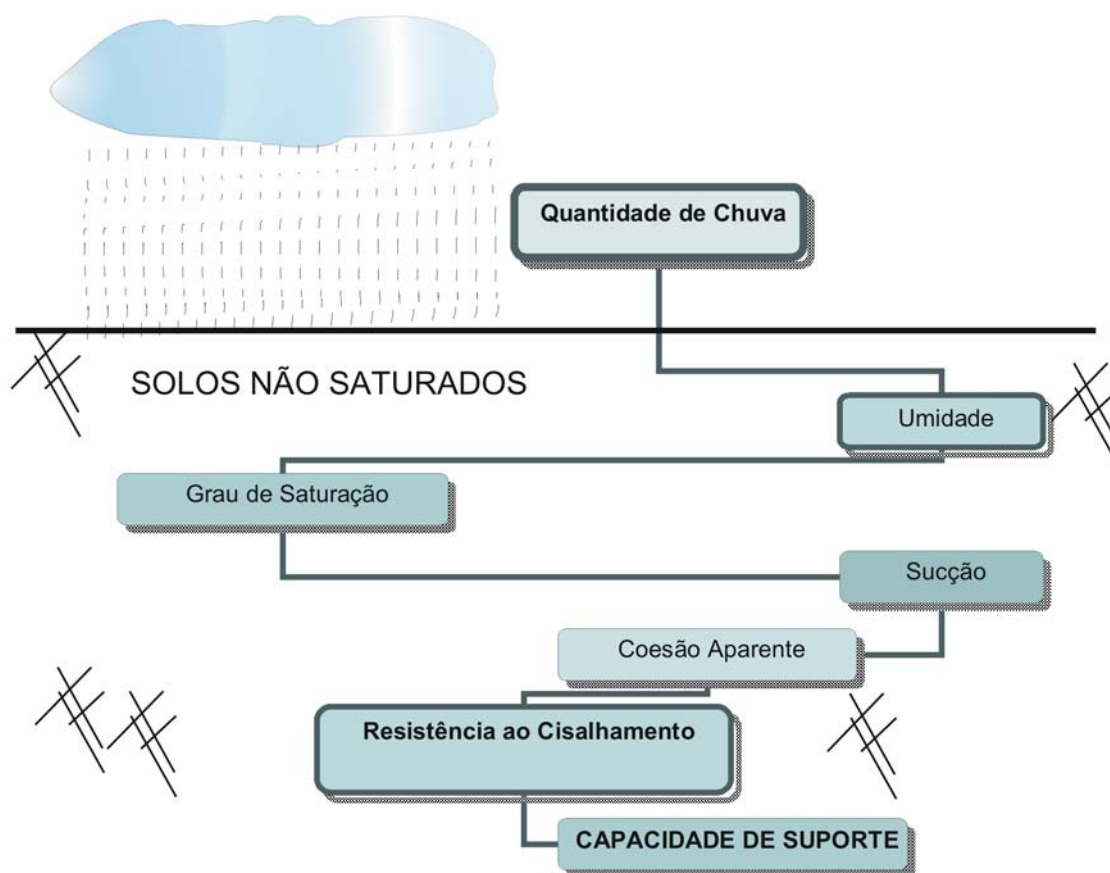 Quantidade de Chuva
SOLOS NÃO SATURADOS
Umidade
Grau de Saturação
Sucção
Coesão Aparente
Resistência ao Cisalhamento
CAPACIDADE DE SUPORTE